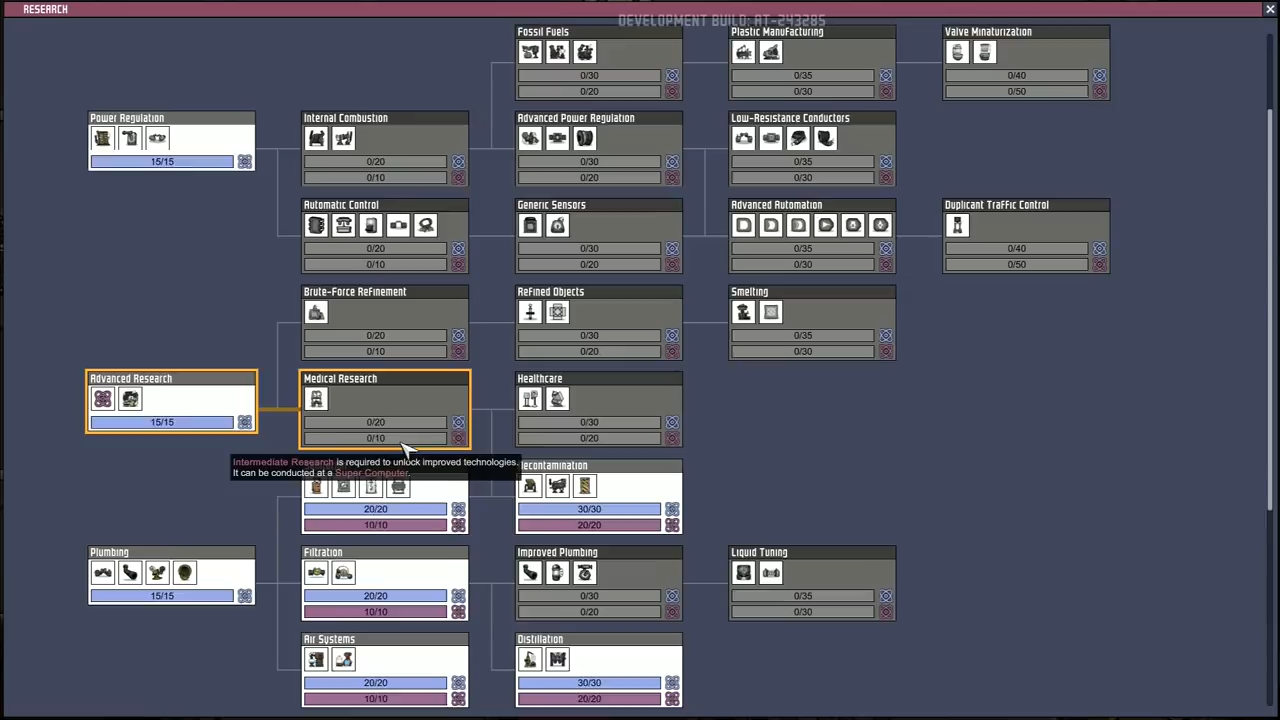 RESEARCH
DEVELOPMENT BUILD: AT-243285
Fossil Fuels
Plastic Manufacturing
Valve Minaturization
0/30
0/35
0/40
0/20
0/30
0/50
Power Regulation
Internal Combustion
Advanced Power Regulation
Low-Resistance Conductors
15/15
0/20
0/30
0/35
0/10
0/20
0/30
Automatic Control
Generic Sensors
Advanced Automation
Duplicant Traffic Control
0/20
0/30
0/35
0/40
0/10
0/20
0/30
0/50
Brute-Force Refinement
Refined Objects
Smelting
0/20
0/30
0/35
0/10
0/20
0/30
Advanced Research
Medical Research
Healthcare
15/15
0/20
0/30
0/10
0/20
Intermediate Research is required to unlock improved technologies.
It can be conducted at a Super Computer.
Decontamination
20/20
30/30
10/10
20/20
Plumbing
Filtration
Improved Plumbing
Liquid Tuning
15/15
20/20
0/30
0/35
10/10
0/20
0/30
Air Systems
Distillation
20/20
30/30
10/10
20/20